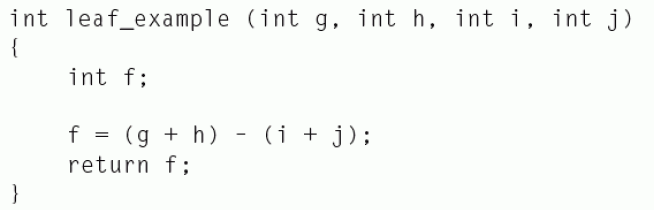 int leaf_example (int g, int h, int i, int j)
{
int f;
f = (g + h) - (i + j);
return f;
}